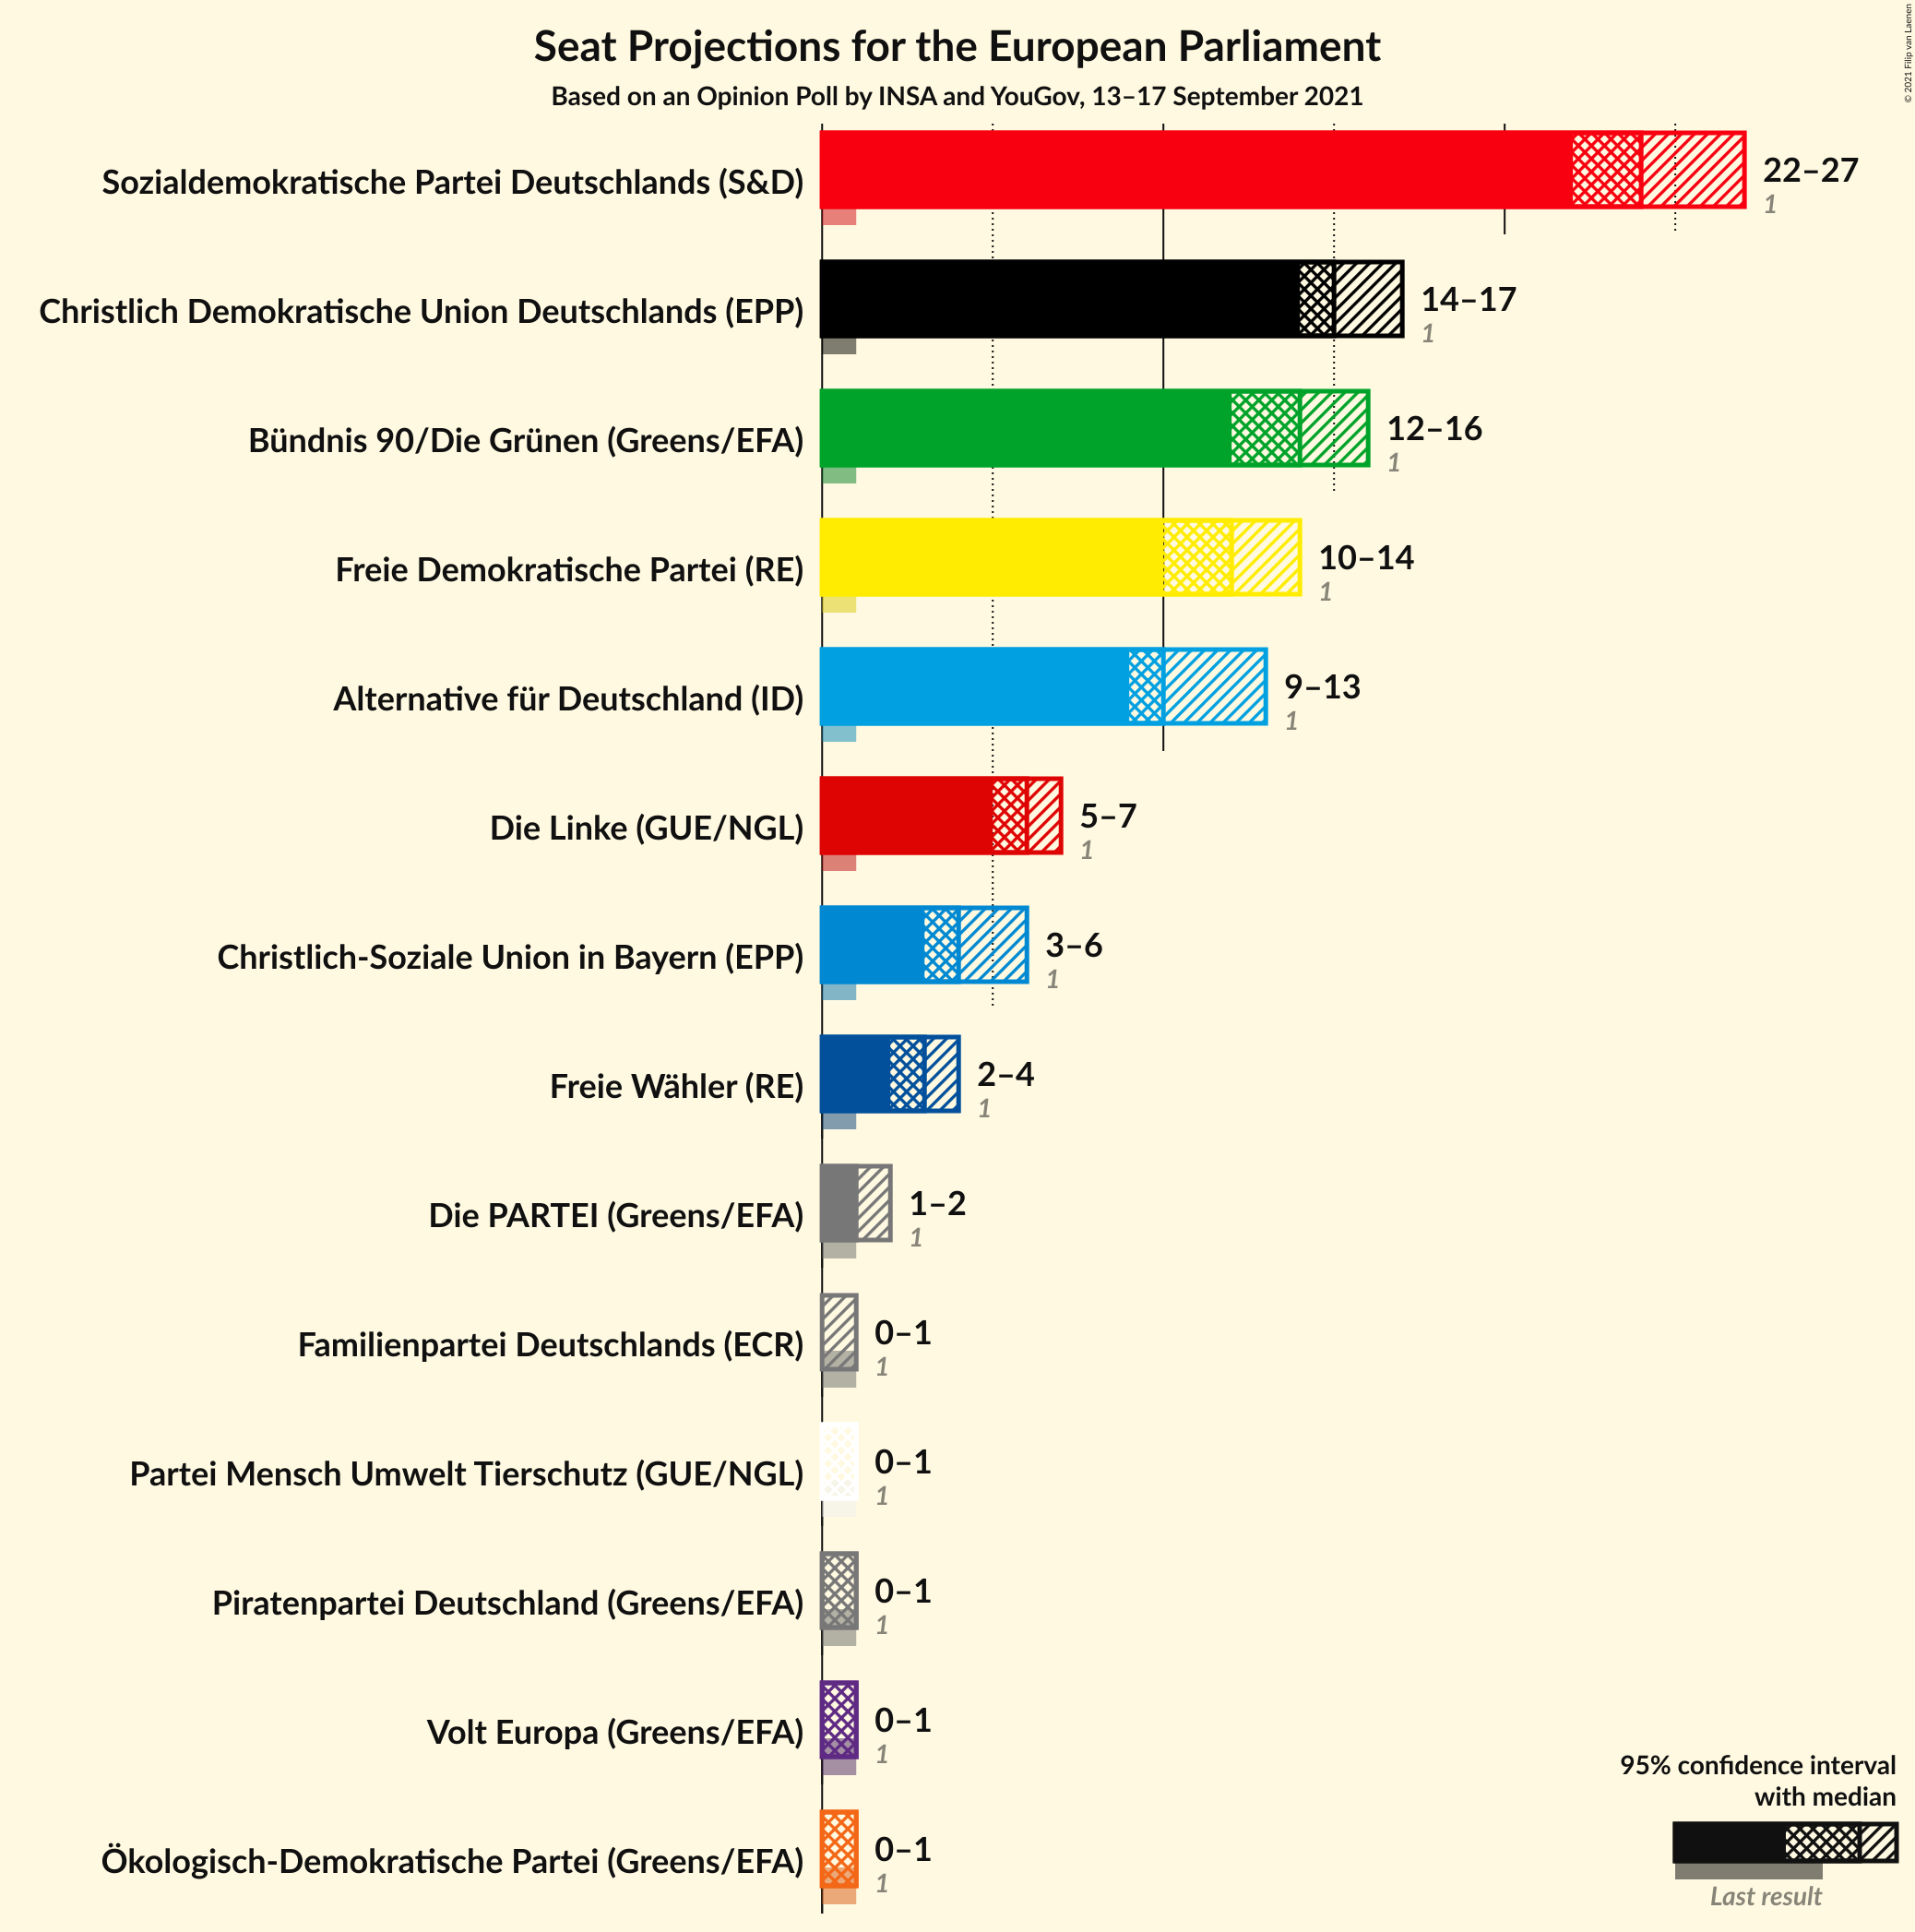 Seat Projections for the European Parliament
Based on an Opinion Poll by INSA and YouGov, 13–17 September 2021
© 2021 Filip van Laenen
Sozialdemokratische Partei Deutschlands (S&D)
22–27
1
Christlich Demokratische Union Deutschlands (EPP)
14–17
1
Bündnis 90/Die Grünen (Greens/EFA)
12–16
1
Freie Demokratische Partei (RE)
10–14
1
Alternative für Deutschland (ID)
9–13
1
Die Linke (GUE/NGL)
5–7
1
Christlich-Soziale Union in Bayern (EPP)
3–6
1
Freie Wähler (RE)
2–4
1
Die PARTEI (Greens/EFA)
1–2
1
Familienpartei Deutschlands (ECR)
0–1
1
Partei Mensch Umwelt Tierschutz (GUE/NGL)
0–1
1
Piratenpartei Deutschland (Greens/EFA)
0–1
1
Volt Europa (Greens/EFA)
0–1
1
Ökologisch-Demokratische Partei (Greens/EFA)
0–1
1
95% confidence interval
with median
Last result